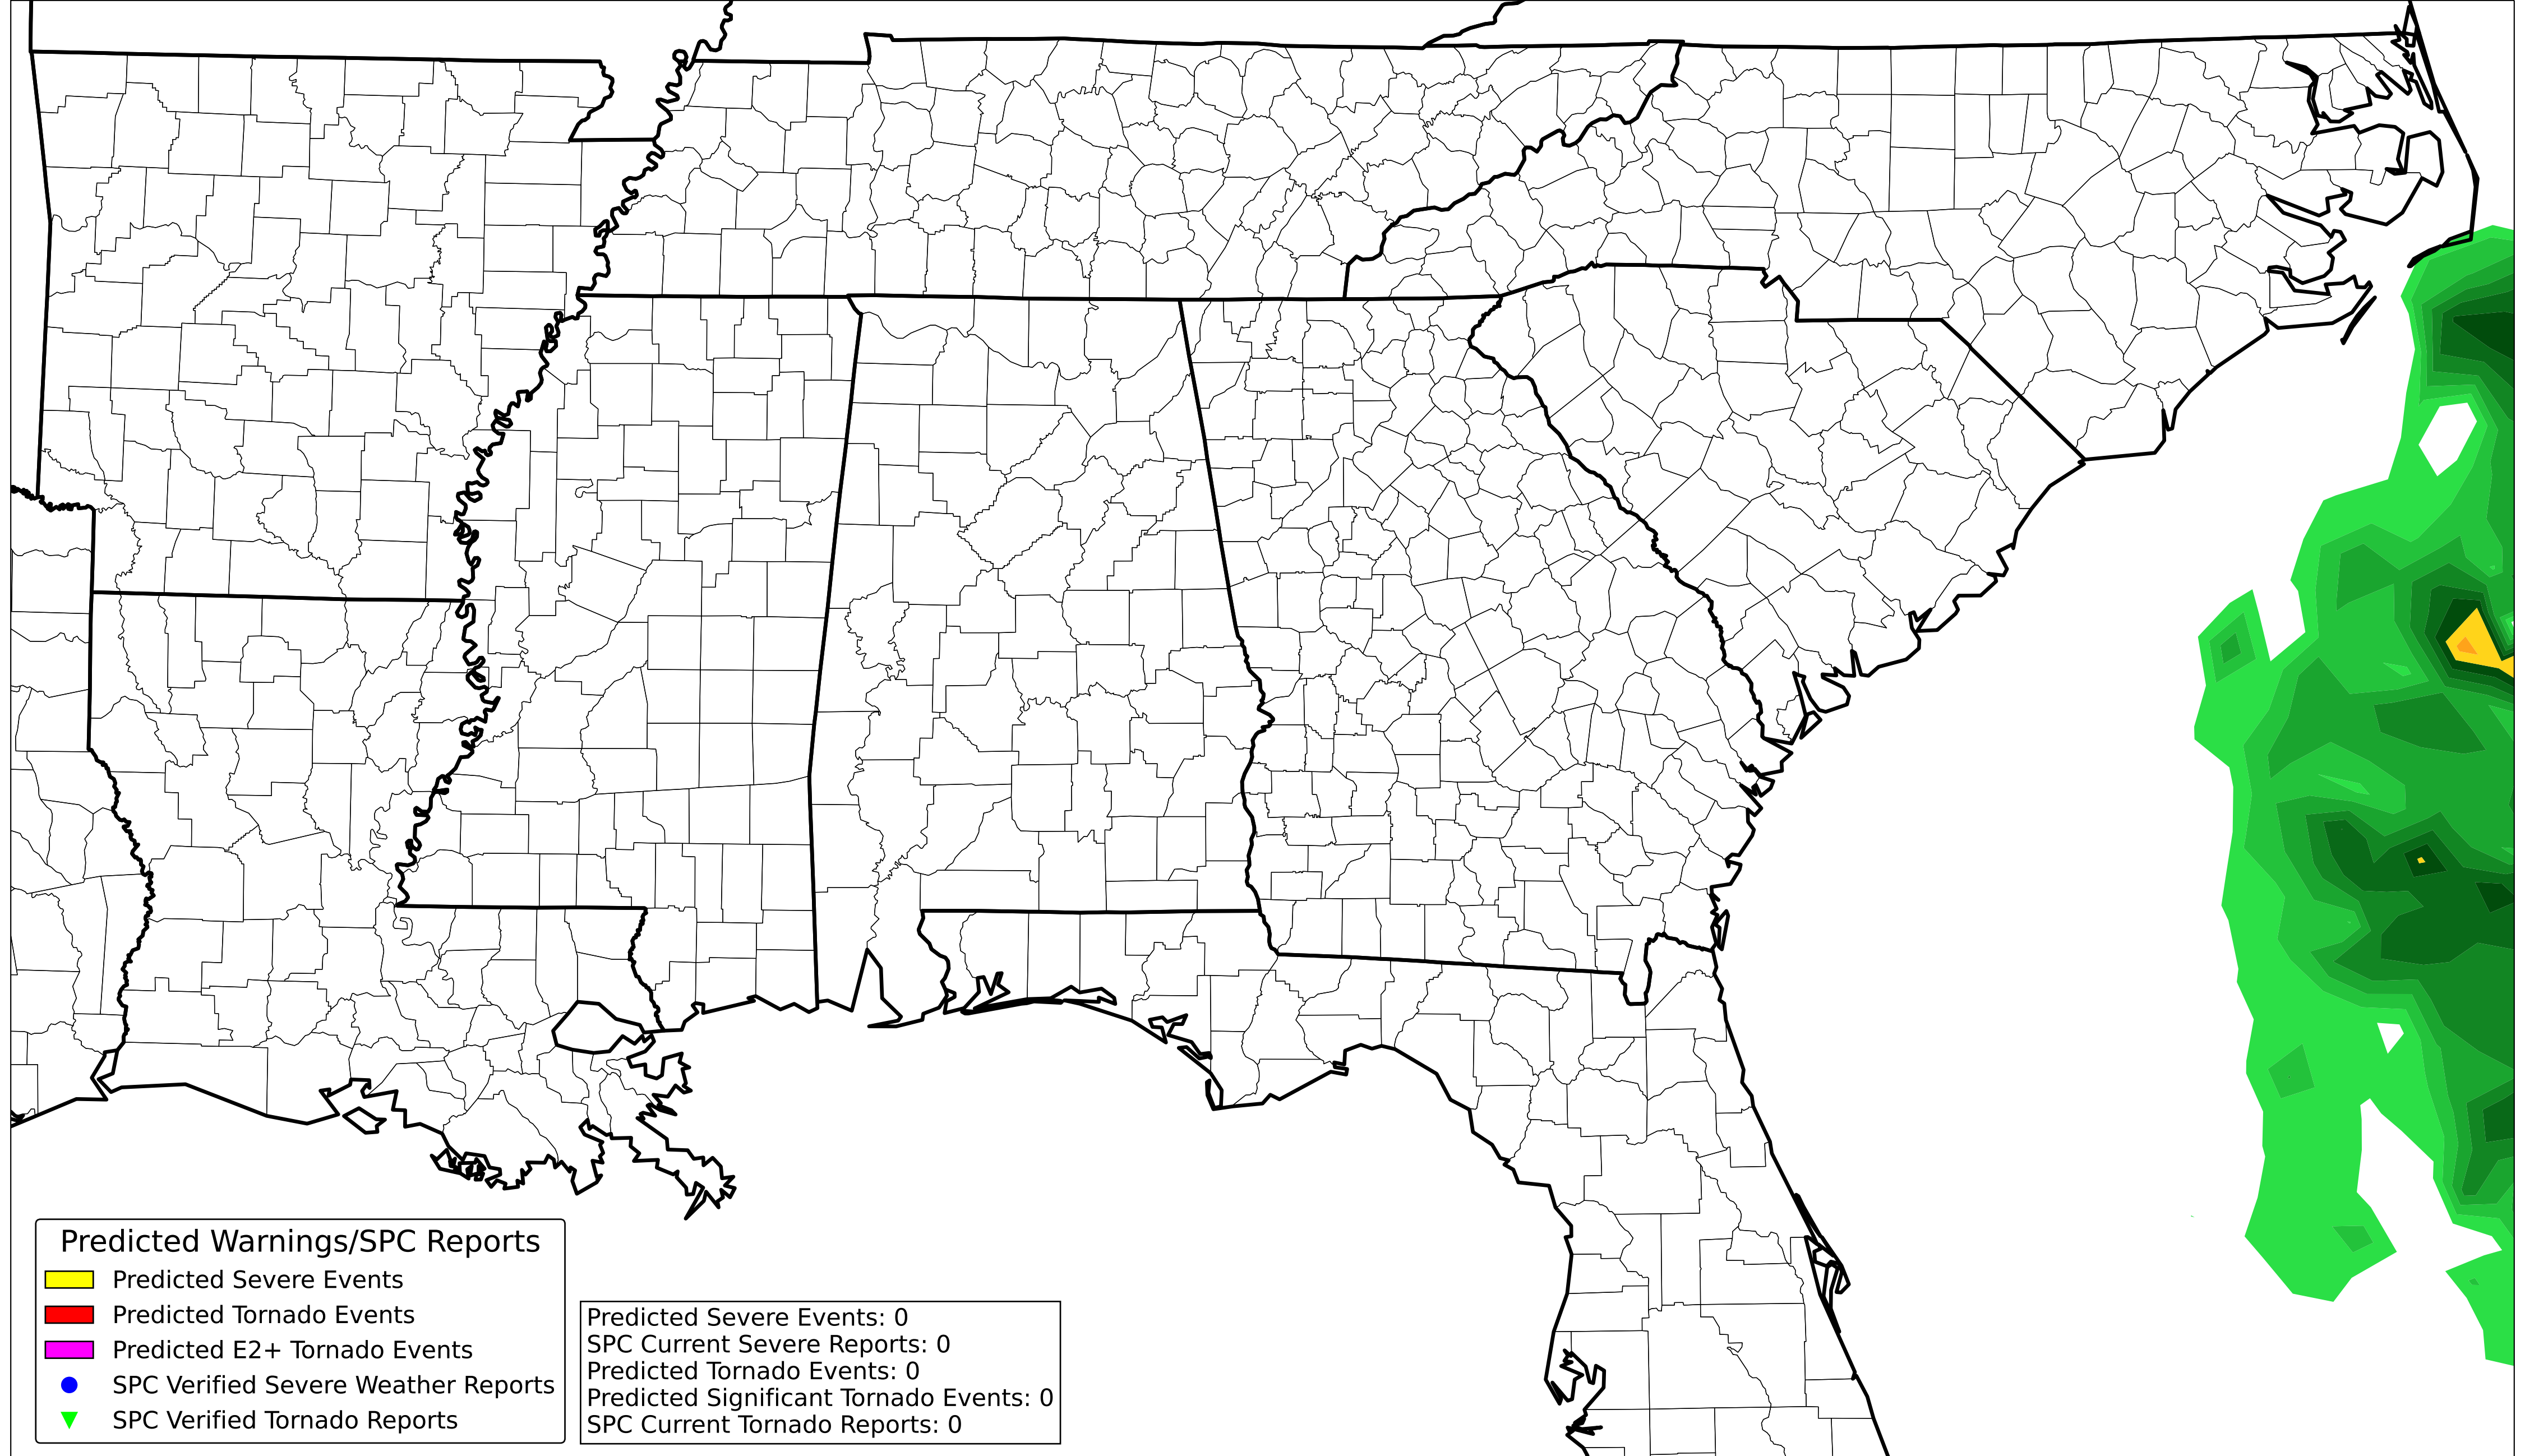 Predicted Warnings/SPC Reports
Predicted Severe Events
Predicted Tornado Events
Predicted E2+ Tornado Events
SPC Verified Severe Weather Reports
SPC Verified Tornado Reports
Predicted Severe Events: 0
SPC Current Severe Reports: 0
Predicted Tornado Events: 0
Predicted Significant Tornado Events: 0
SPC Current Tornado Reports: 0